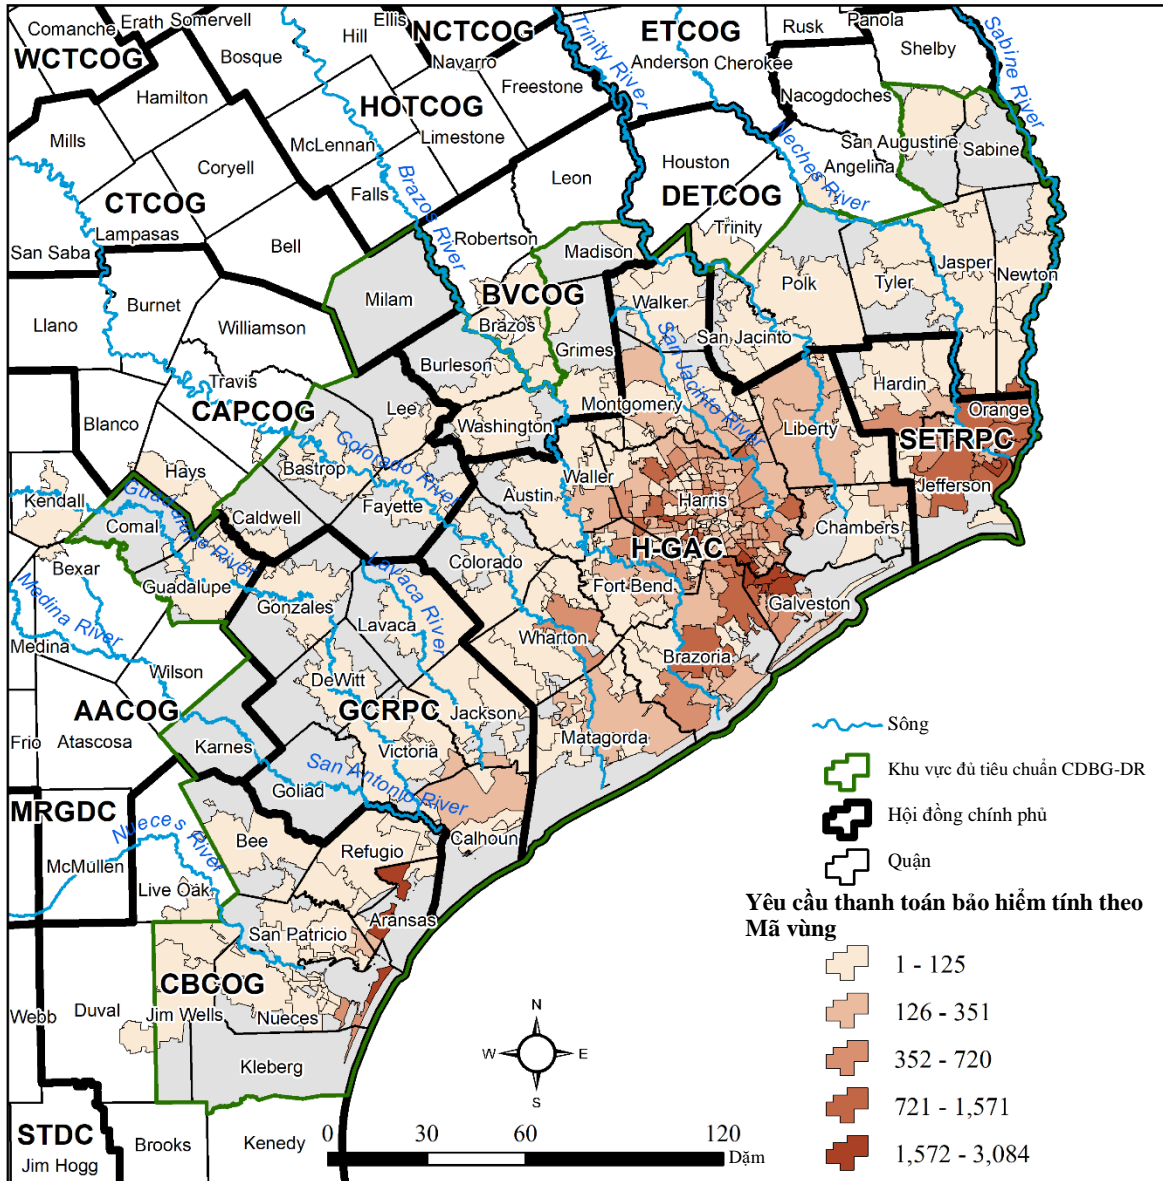 Comanche
Erath
Somervell
Ellis
Hill
NCTCOG
Navarro
ETCOG
Rusk
Panola
Shelby
Sabine River
WCTCOG
Bosque
Trinity River
Anderson
Cherokee
Freestone
Nacogdoches
Hamilton
HOTCOG
Limestone
McLennan
Mills
Coryell
Brazos River
Neches River
San Augustine
Sabine
Houston
Angelina
Leon
Falls
DETCOG
CTCOG
Lampasas
Trinity
San Saba
Bell
Robertson
Madison
Jasper
Newton
Burnet
Milam
BVCOG
Walker
Polk
Tyler
Llano
Williamson
Brazos
Grimes
San Jacinto
San Jacinto River
Burleson
Travis
Hardin
Lee
CAPCOG
Montgomery
Orange
Blanco
Washington
Liberty
SETRPC
Colorado River
Bastrop
Hays
Waller
Jefferson
Kendall
Guadalupe River
Austin
Harris
Fayette
Caldwell
Chambers
Comal
H-GAC
Bexar
Lavaca River
Colorado
Medina River
Guadalupe
Fort Bend
Gonzales
Galveston
Lavaca
Wharton
Medina
Brazoria
Wilson
DeWitt
AACOG
GCRPC
Jackson
Frio
Atascosa
Karnes
Victoria
Matagorda
San Antonio River
Goliad
MRGDC
Nueces River
Bee
Calhoun
Refugio
McMullen
Live Oak
Aransas
San Patricio
CBCOG
Webb
Duval
Jim Wells
Nueces
Kleberg
STDC
Jim Hogg
Brooks
Kenedy
Sông
Khu vực đủ tiêu chuẩn CDBG-DR
Hội đồng chính phủ
Quận
Yêu cầu thanh toán bảo hiểm tính theo
Mã vùng
1 - 125
126 - 351
352 - 720
721 - 1,571
1,572 - 3,084
N
W
E
S
0
30
60
120
Dặm